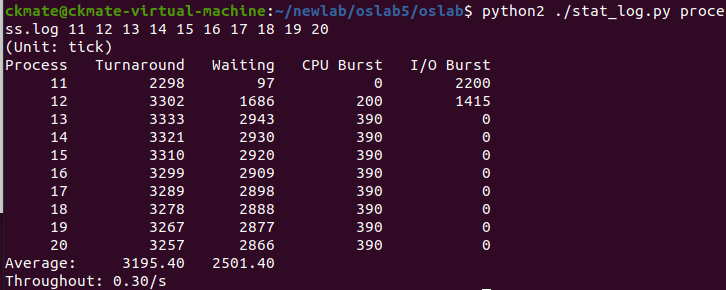 ckmate@ckmate-virtual-machine:~/newlab/oslab5/oslab$ python2 ./stat_log.py proce
ss.log 11 12 13 14 15 16 17 18 19 20
(Unit: tick)
Process   Turnaround   Waiting   CPU Burst   I/O Burst
     11         2298        97           0        2200
     12         3302      1686         200        1415
     13         3333      2943         390           0
     14         3321      2930         390           0
     15         3310      2920         390           0
     16         3299      2909         390           0
     17         3289      2898         390           0
     18         3278      2888         390           0
     19         3267      2877         390           0
     20         3257      2866         390           0
Average:     3195.40   2501.40
Throughout: 0.30/s